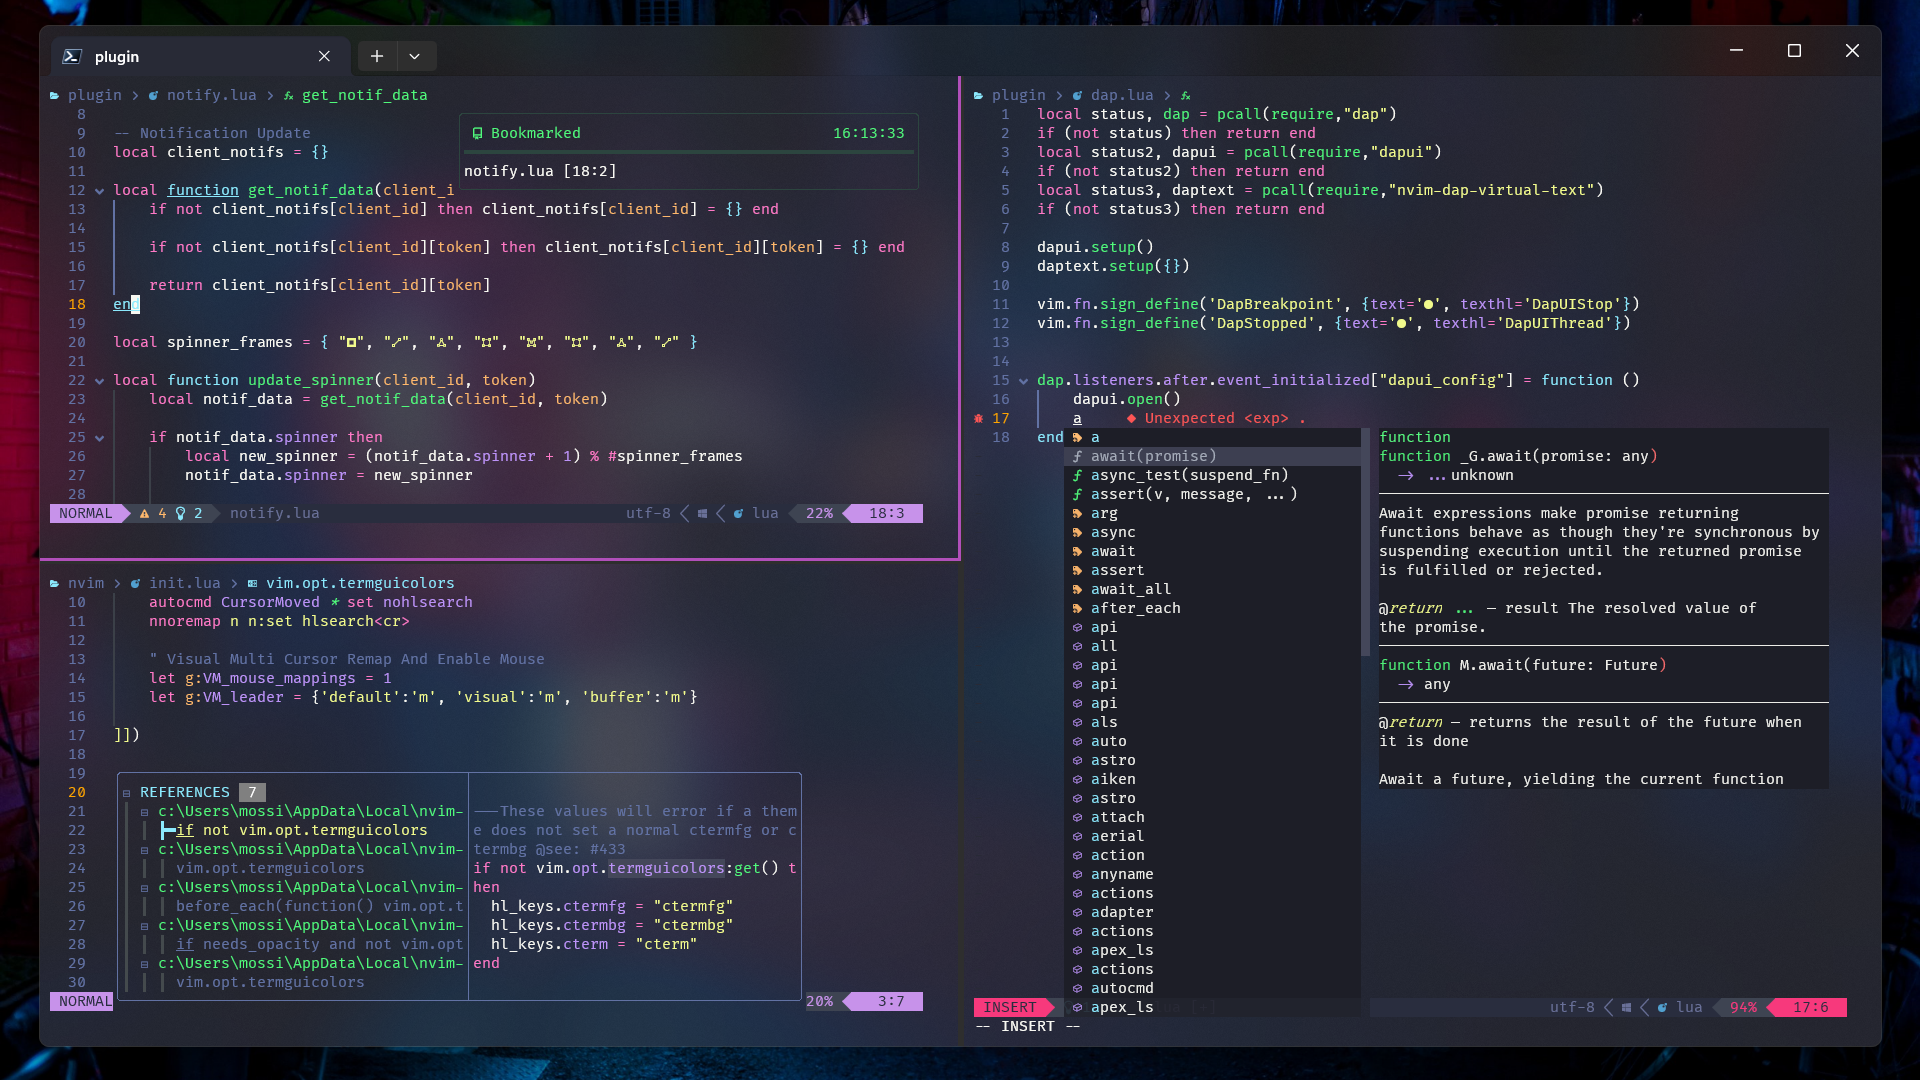 plugin
plugin > notify.lua > get_notif_data
8
9 -- Notification Update
10 local client_notifs = {}
11
12 local function get_notif_data(client_i
13 if not client_notifs[client_id] then client_notifs[client_id] = {} end
14
15 if not client_notifs[client_id][token] then client_notifs[client_id][token] = {} end
16
17 return client_notifs[client_id][token]
18 end
19
20 local spinner_frames = { "", "", "", "", "", "", "", "" }
21
22 local function update_spinner(client_id, token)
23 local notif_data = get_notif_data(client_id, token)
24
25 if notif_data.spinner then
26 local new_spinner = (notif_data.spinner + 1) % #spinner_frames
27 notif_data.spinner = new_spinner
28
NORMAL 4 2 notify.lua utf-8 < < lua 22% 18:3
Bookmarked 16:13:33
notify.lua [18:2]
nvim > init.lua > vim.opt.termguicolors
10 autocmd CursorMoved * set nohlsearch
11 nnoremap n n:set hlsearch<cr>
12
13 " Visual Multi Cursor Remap And Enable Mouse
14 let g:VM_mouse_mappings = 1
15 let g:VM_leader = {'default':'m', 'visual':'m', 'buffer':'m'}
16
17 ]])
18
19
20 REFERENCES 7
21 c:\Users\mossi\AppData\Local\nvim-
22 if not vim.opt.termguicolors
23 c:\Users\mossi\AppData\Local\nvim-
24 vim.opt.termguicolors
25 c:\Users\mossi\AppData\Local\nvim-
26 before_each(function() vim.opt.t
27 c:\Users\mossi\AppData\Local\nvim-
28 if needs_opacity and not vim.opt
29 c:\Users\mossi\AppData\Local\nvim-
30 vim.opt.termguicolors
---These values will error if a them
e does not set a normal ctermfg or c
termbg @see: #433
if not vim.opt.termguicolors:get() t
hen
hl_keys.ctermfg = "ctermfg"
hl_keys.ctermbg = "ctermbg"
hl_keys.cterm = "cterm"
end
NORMAL 20% 3:7
plugin > dap.lua >
1 local status, dap = pcall(require,"dap")
2 if (not status) then return end
3 local status2, dapui = pcall(require,"dapui")
4 if (not status2) then return end
5 local status3, daptext = pcall(require,"nvim-dap-virtual-text")
6 if (not status3) then return end
7
8 dapui.setup()
9 daptext.setup({})
10
11 vim.fn.sign_define('DapBreakpoint', {text='●', texthl='DapUIStop'})
12 vim.fn.sign_define('DapStopped', {text='●', texthl='DapUIThread'})
13
14
15 dap.listeners.after.event_initialized["dapui_config"] = function ()
16 dapui.open()
17 a ◆ Unexpected <exp> .
18 end
a
await(promise)
async_test(suspend_fn)
assert(v, message, ...)
arg
async
await
assert
await_all
after_each
api
all
api
api
api
als
auto
astro
aiken
astro
attach
aerial
action
anyname
actions
adapter
actions
apex_ls
actions
autocmd
apex_ls
function
function _G.await(promise: any)
-> ...unknown
Await expressions make promise returning
functions behave as though they're synchronous by
suspending execution until the returned promise
is fulfilled or rejected.
@return ... — result The resolved value of
the promise.
function M.await(future: Future)
-> any
@return — returns the result of the future when
it is done
Await a future, yielding the current function
INSERT utf-8 < < lua 94% 17:6
-- INSERT --